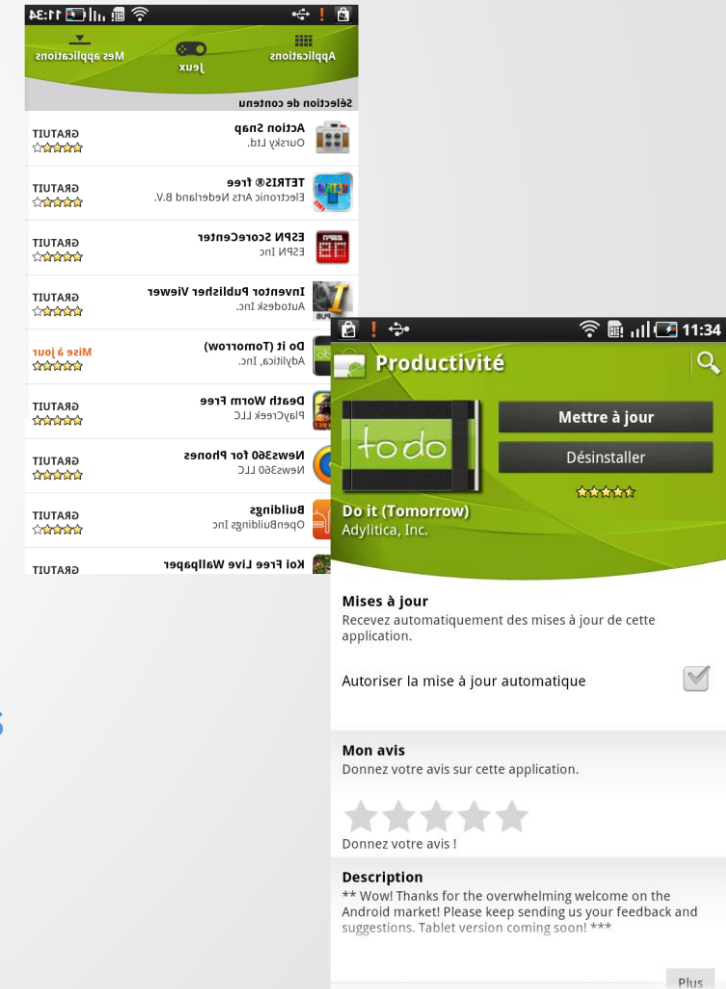 11:34
Applications
Jeux
Mes applications
Sélection de contenu
Action Snap
GRATUIT
Oursky Ltd.
TETRIS® free
GRATUIT
Electronic Arts Nederland B.V.
ESPN ScoreCenter
GRATUIT
ESPN Inc
Inventor Publisher Viewer
GRATUIT
Autodesk Inc.
Do it (Tomorrow)
Mise à jour
Adylitica, Inc.
Death Worm Free
GRATUIT
PlayCreek LLC
News360 for Phones
GRATUIT
News360 LLC
Buildings
GRATUIT
OpenBuildings Inc
Koi Free Live Wallpaper
GRATUIT
s
11:34
Productivité
to do
Mettre à jour
Désinstaller
Do it (Tomorrow)
Adylitica, Inc.
Mises à jour
Recevez automatiquement des mises à jour de cette
application.
Autoriser la mise à jour automatique
Mon avis
Donnez votre avis sur cette application.
Donnez votre avis !
Description
** Wow! Thanks for the overwhelming welcome on the
Android market! Please keep sending us your feedback and
suggestions. Tablet version coming soon! ***
Plus